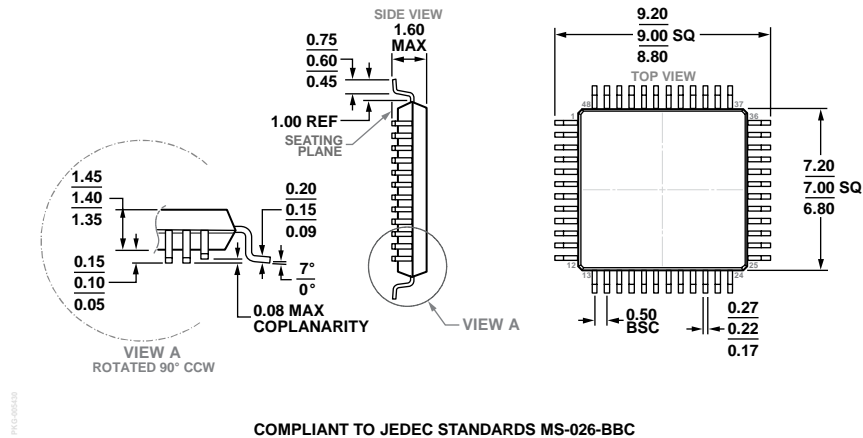 SIDE VIEW
1.60
MAX
0.75
0.60
0.45
1.00 REF
SEATING
PLANE
9.20
9.00 SQ
8.80
TOP VIEW
48
37
1
36
12
25
13
24
7.20
7.00 SQ
6.80
0.50
BSC
0.27
0.22
0.17
1.45
1.40
1.35
0.15
0.10
0.05
0.20
0.15
0.09
7°
0°
0.08 MAX
COPLANARITY
VIEW A
VIEW A
ROTATED 90° CCW
COMPLIANT TO JEDEC STANDARDS MS-026-BBC